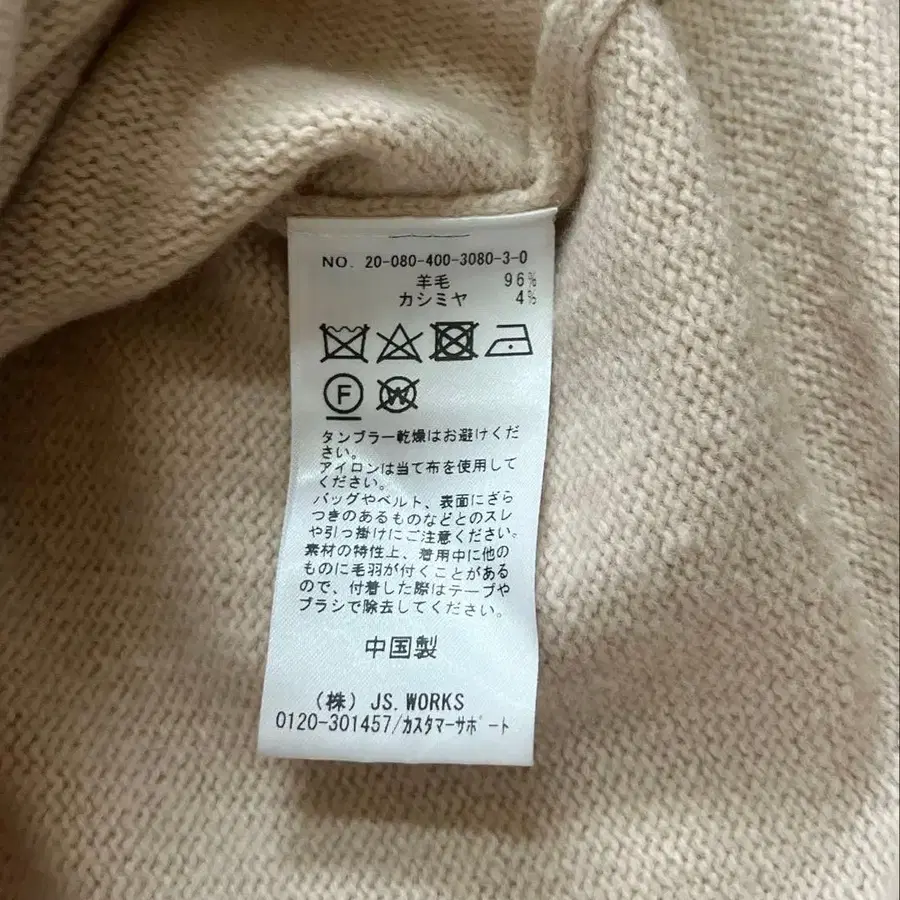 NO. 20-080-400-3080-3-0
羊毛 96%
カシミヤ 4%
F W
タンブラー乾燥はお避けくだ
さい。
アイロンは当て布を使用して
ください。
バッグやベルト、表面にざら
つきのあるものなどとのスレ
や引っ掛けにご注意ください。
素材の特性上、着用中に他の
ものに毛羽が付くことがある
ので、付着した際はテープや
ブラシで除去してください。
中国製
(株) JS.WORKS
0120-301457/カスタマーサポート